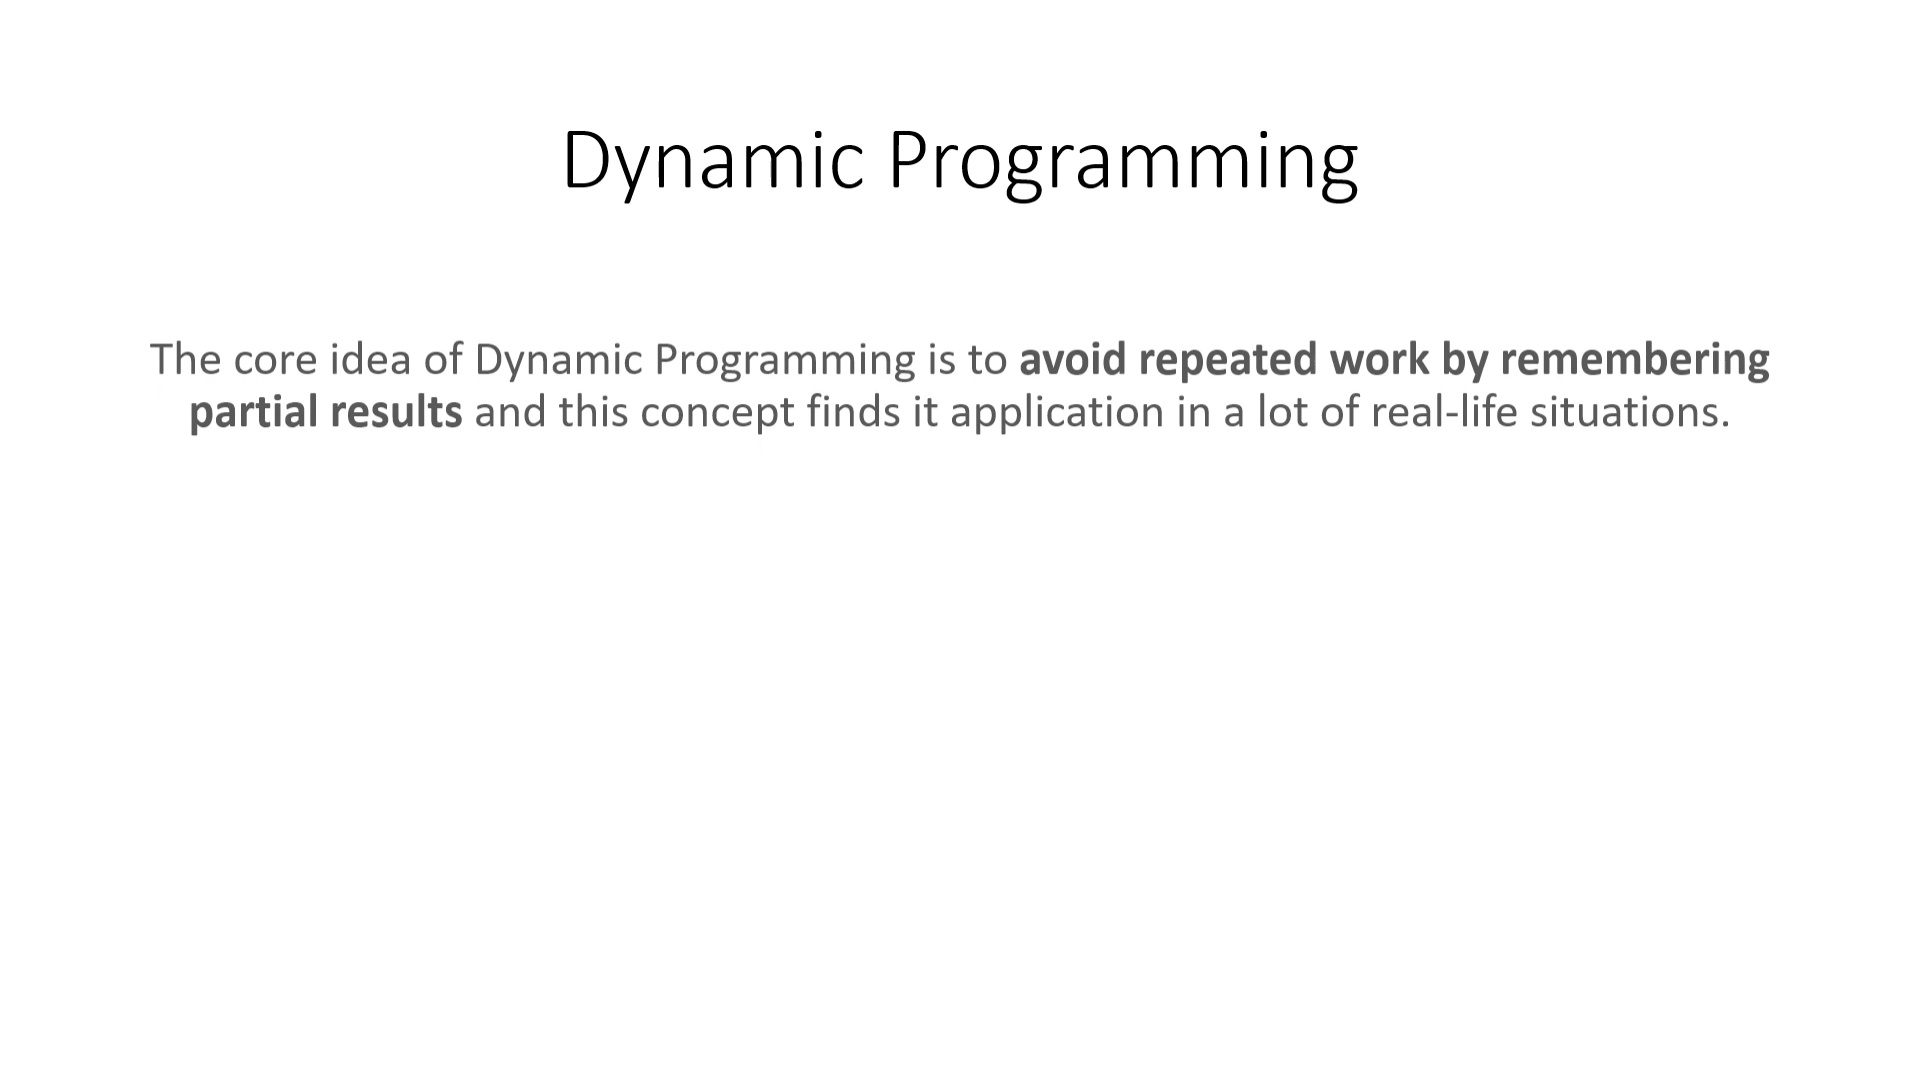 Dynamic Programming
The core idea of Dynamic Programming is to avoid repeated work by remembering
partial results and this concept finds it application in a lot of real-life situations.